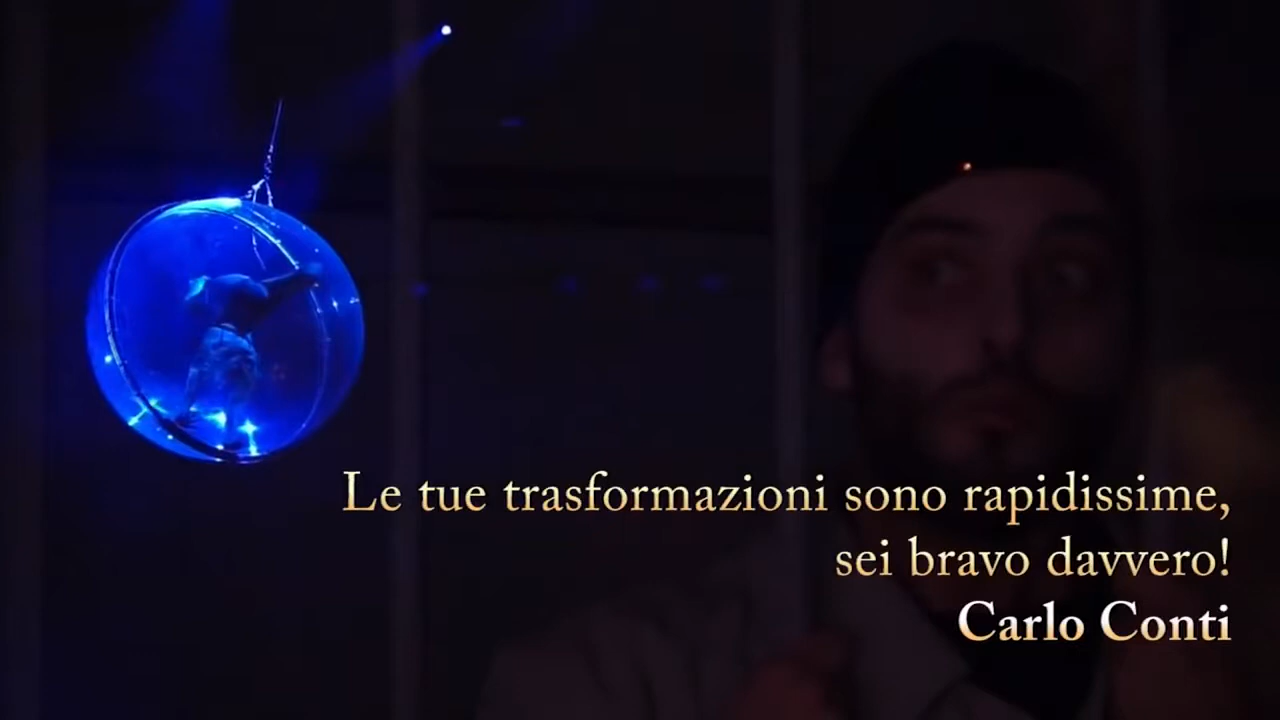 Le tue trasformazioni sono rapidissime,
sei bravo davvero!
Carlo Conti